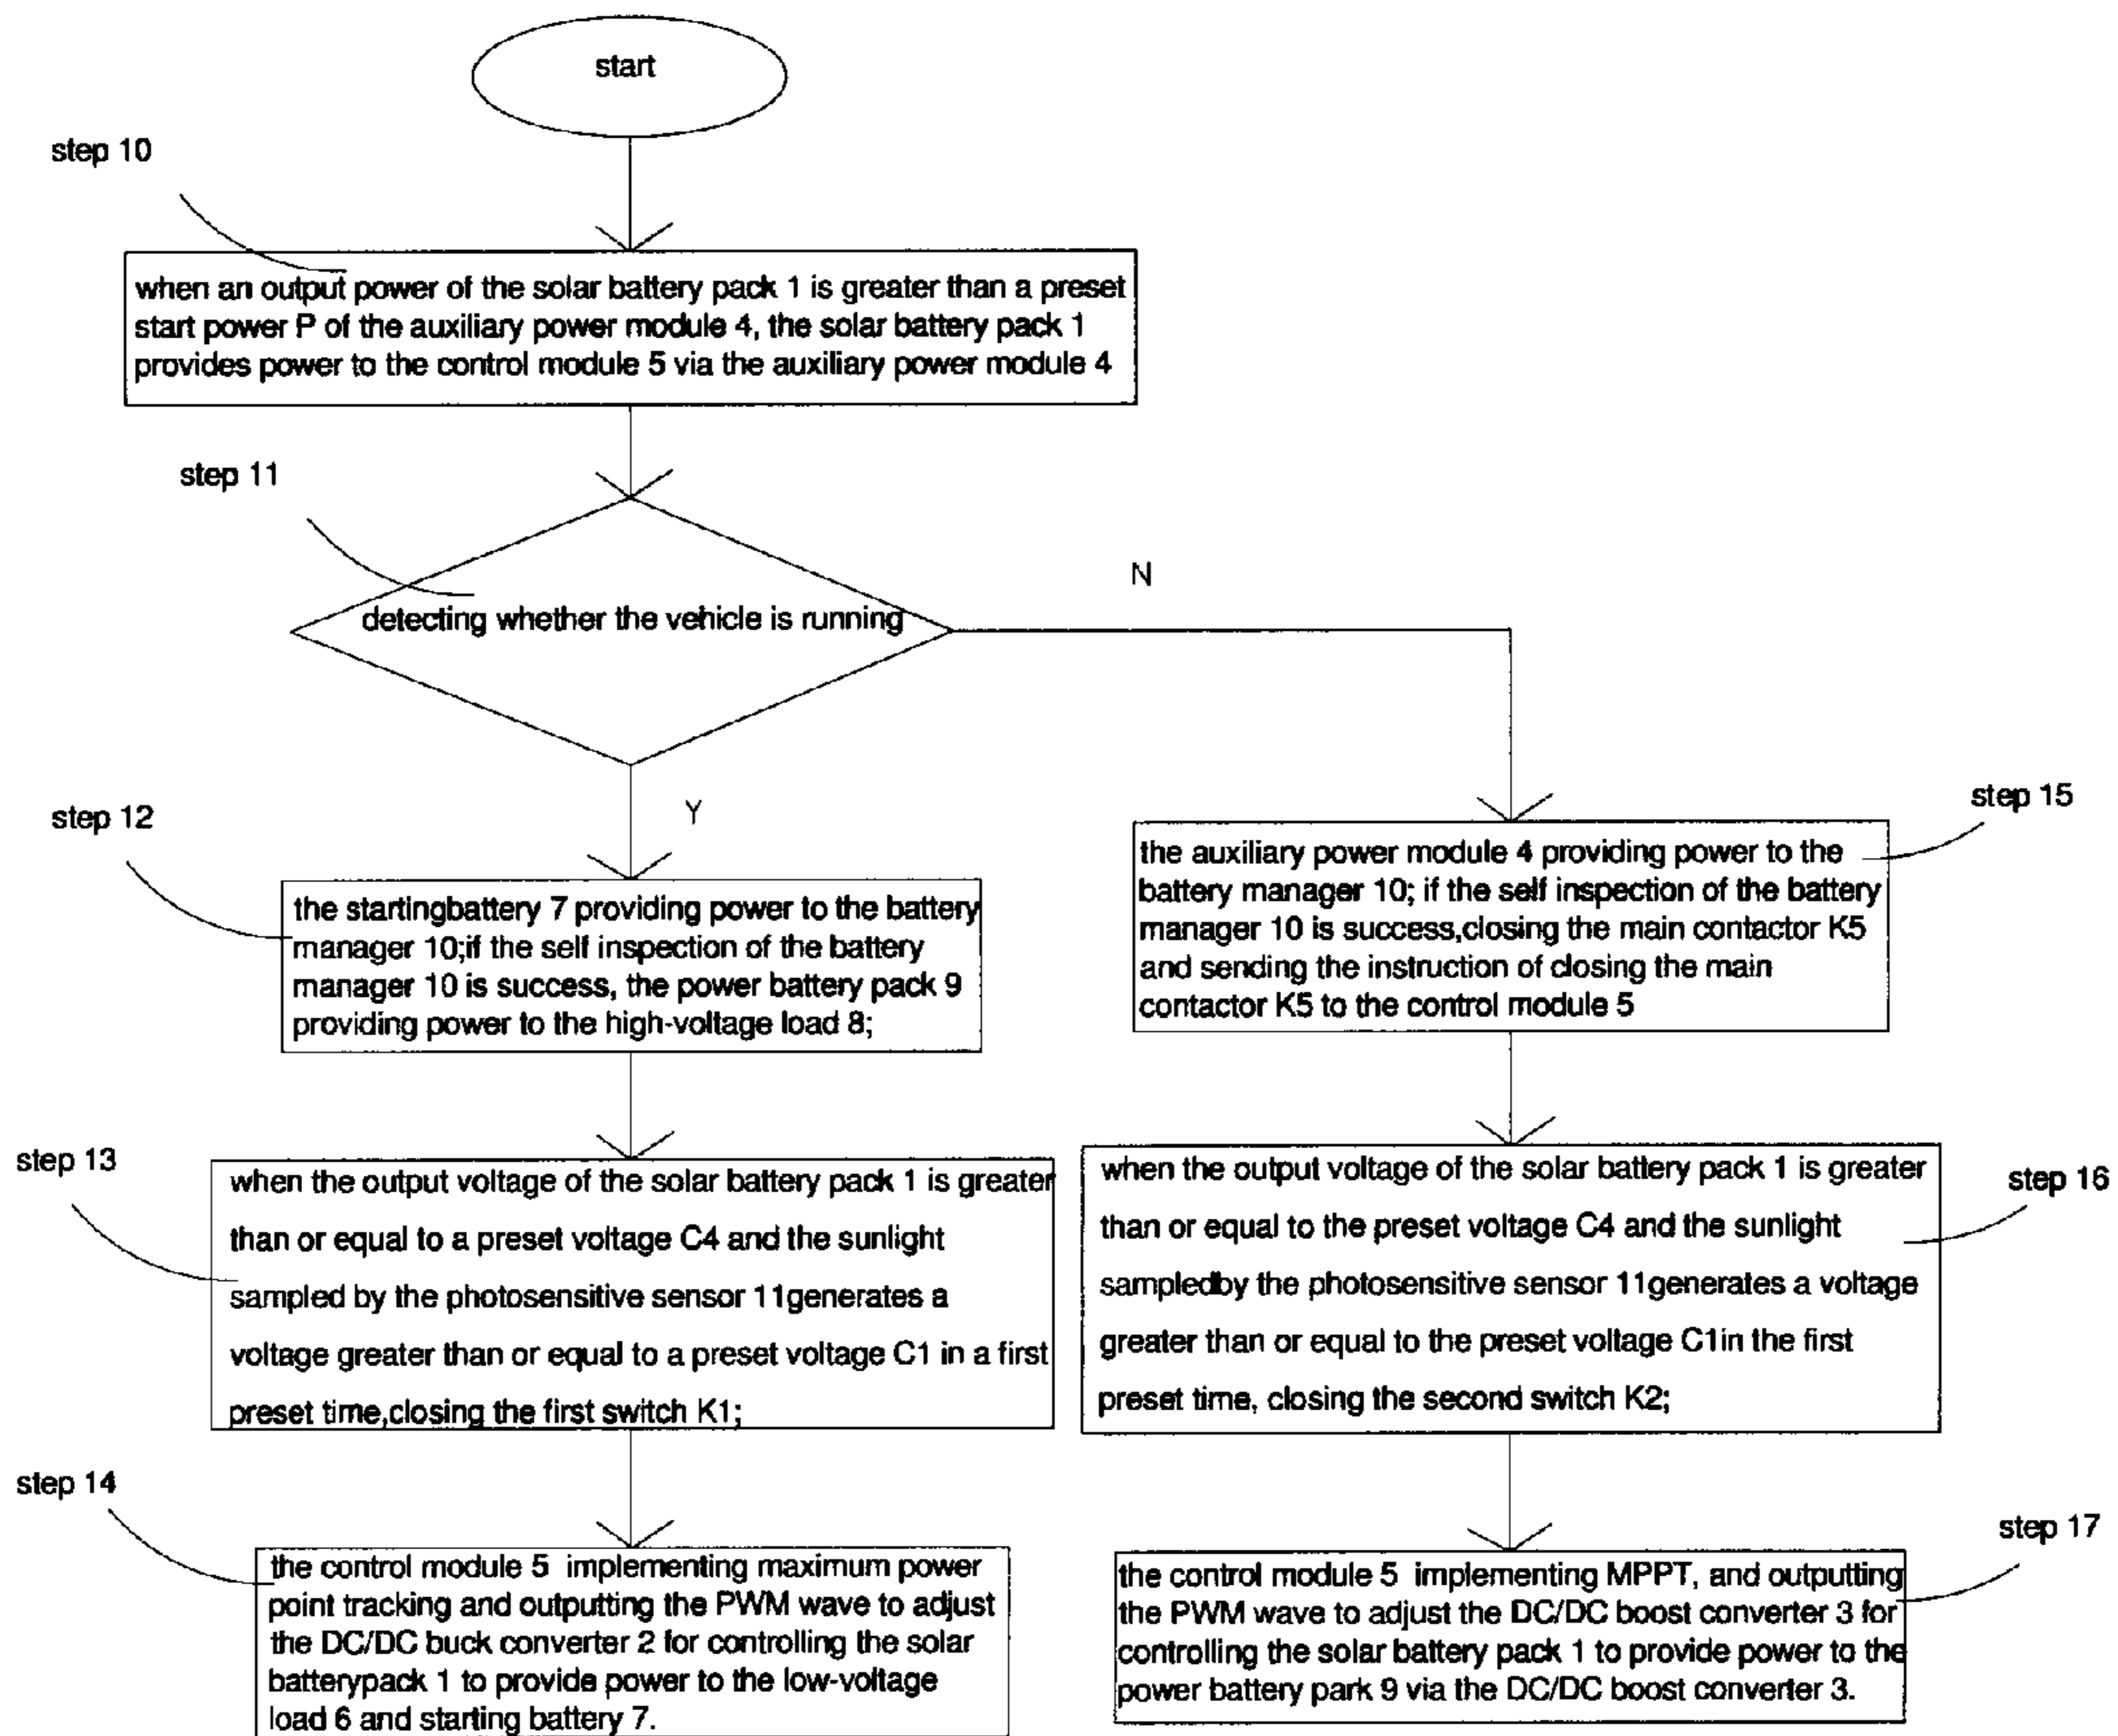 start
step 10
when an output power of the solar battery pack 1 is greater than a preset
start power P of the auxiliary power module 4, the solar battery pack 1
provides power to the control module 5 via the auxiliary power module 4
step 11
detecting whether the vehicle is running
N
Y
step 12
the startingbattery 7 providing power to the battery
manager 10;if the self inspection of the battery
manager 10 is success, the power battery pack 9
providing power to the high-voltage load 8;
step 15
the auxiliary power module 4 providing power to the
battery manager 10; if the self inspection of the battery
manager 10 is success,closing the main contactor K5
and sending the instruction of closing the main
contactor K5 to the control module 5
step 13
when the output voltage of the solar battery pack 1 is greater
than or equal to a preset voltage C4 and the sunlight
sampled by the photosensitive sensor 11generates a
voltage greater than or equal to a preset voltage C1 in a first
preset time,closing the first switch K1;
step 16
when the output voltage of the solar battery pack 1 is greater
than or equal to the preset voltage C4 and the sunlight
sampledby the photosensitive sensor 11generates a voltage
greater than or equal to the preset voltage C1in the first
preset time, closing the second switch K2;
step 14
the control module 5 implementing maximum power
point tracking and outputting the PWM wave to adjust
the DC/DC buck converter 2 for controlling the solar
batterypack 1 to provide power to the low-voltage
load 6 and starting battery 7.
step 17
the control module 5 implementing MPPT, and outputting
the PWM wave to adjust the DC/DC boost converter 3 for
controlling the solar battery pack 1 to provide power to the
power battery park 9 via the DC/DC boost converter 3.